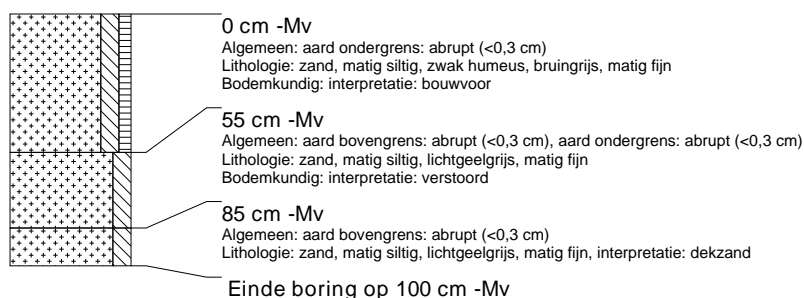 0 cm -Mv
Algemeen: aard ondergrens: abrupt (<0,3 cm)
Lithologie: zand, matig siltig, zwak humeus, bruingrijs, matig fijn
Bodemkundig: interpretatie: bouwvoor
55 cm -Mv
Algemeen: aard bovengrens: abrupt (<0,3 cm), aard ondergrens: abrupt (<0,3 cm)
Lithologie: zand, matig siltig, lichtgeelgrijs, matig fijn
Bodemkundig: interpretatie: verstoord
85 cm -Mv
Algemeen: aard bovengrens: abrupt (<0,3 cm)
Lithologie: zand, matig siltig, lichtgeelgrijs, matig fijn, interpretatie: dekzand
Einde boring op 100 cm -Mv